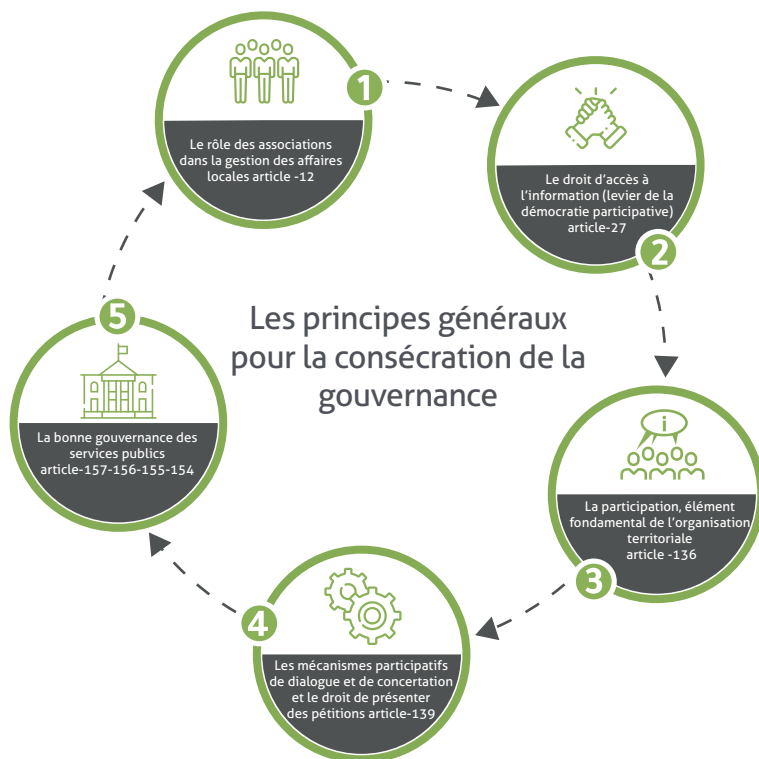 Les principes généraux
pour la consécration de la
gouvernance
1
Le rôle des associations
dans la gestion des affaires
locales article -12
2
Le droit d'accès à
l'information (levier de la
démocratie participative)
article-27
3
i
La participation, élément
fondamental de l'organisation
territoriale
article -136
4
Les mécanismes participatifs
de dialogue et de concertation
et le droit de présenter
des pétitions article-139
5
La bonne gouvernance des
services publics
article-157-156-155-154